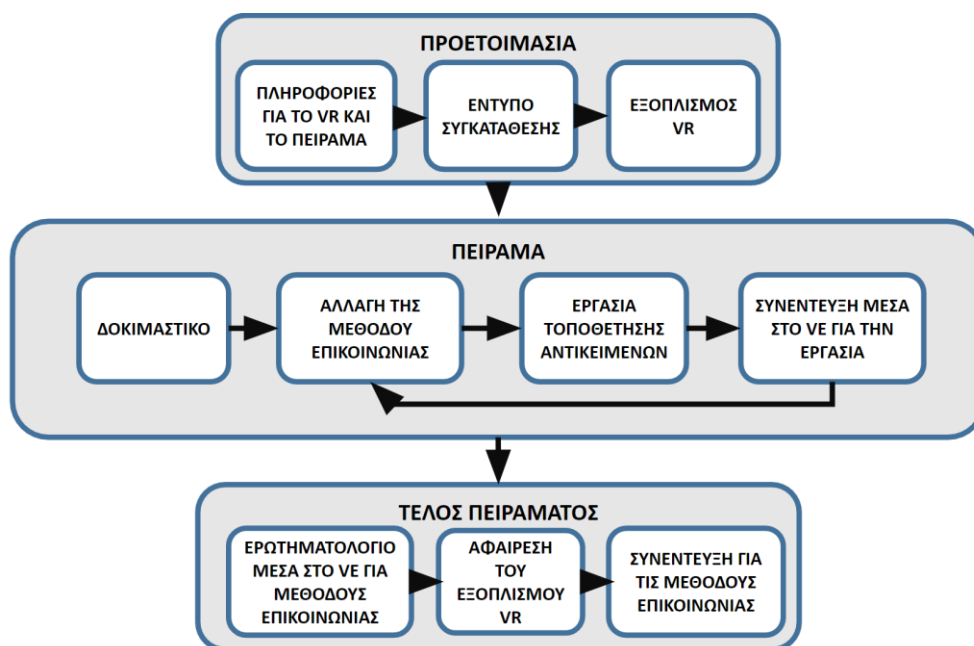 ΠΡΟΕΤΟΙΜΑΣΙΑ
ΠΛΗΡΟΦΟΡΙΕΣ
ΓΙΑ ΤΟ VR ΚΑΙ
ΤΟ ΠΕΙΡΑΜΑ
ΕΝΤΥΠΟ
ΣΥΓΚΑΤΑΘΕΣΗΣ
ΕΞΟΠΛΙΣΜΟΣ
VR
ΠΕΙΡΑΜΑ
ΔΟΚΙΜΑΣΤΙΚΟ
ΑΛΛΑΓΗ ΤΗΣ
ΜΕΘΟΔΟΥ
ΕΠΙΚΟΙΝΩΝΙΑΣ
ΕΡΓΑΣΙΑ
ΤΟΠΟΘΕΤΗΣΗΣ
ΑΝΤΙΚΕΙΜΕΝΩΝ
ΣΥΝΕΝΤΕΥΞΗ ΜΕΣΑ
ΣΤΟ VE ΓΙΑ ΤΗΝ
ΕΡΓΑΣΙΑ
ΤΕΛΟΣ ΠΕΙΡΑΜΑΤΟΣ
ΕΡΩΤΗΜΑΤΟΛΟΓΙΟ
ΜΕΣΑ ΣΤΟ VE ΓΙΑ
ΜΕΘΟΔΟΥΣ
ΕΠΙΚΟΙΝΩΝΙΑΣ
ΑΦΑΙΡΕΣΗ
ΤΟΥ
ΕΞΟΠΛΙΣΜΟΥ
VR
ΣΥΝΕΝΤΕΥΞΗ ΓΙΑ
ΤΙΣ ΜΕΘΟΔΟΥΣ
ΕΠΙΚΟΙΝΩΝΙΑΣ